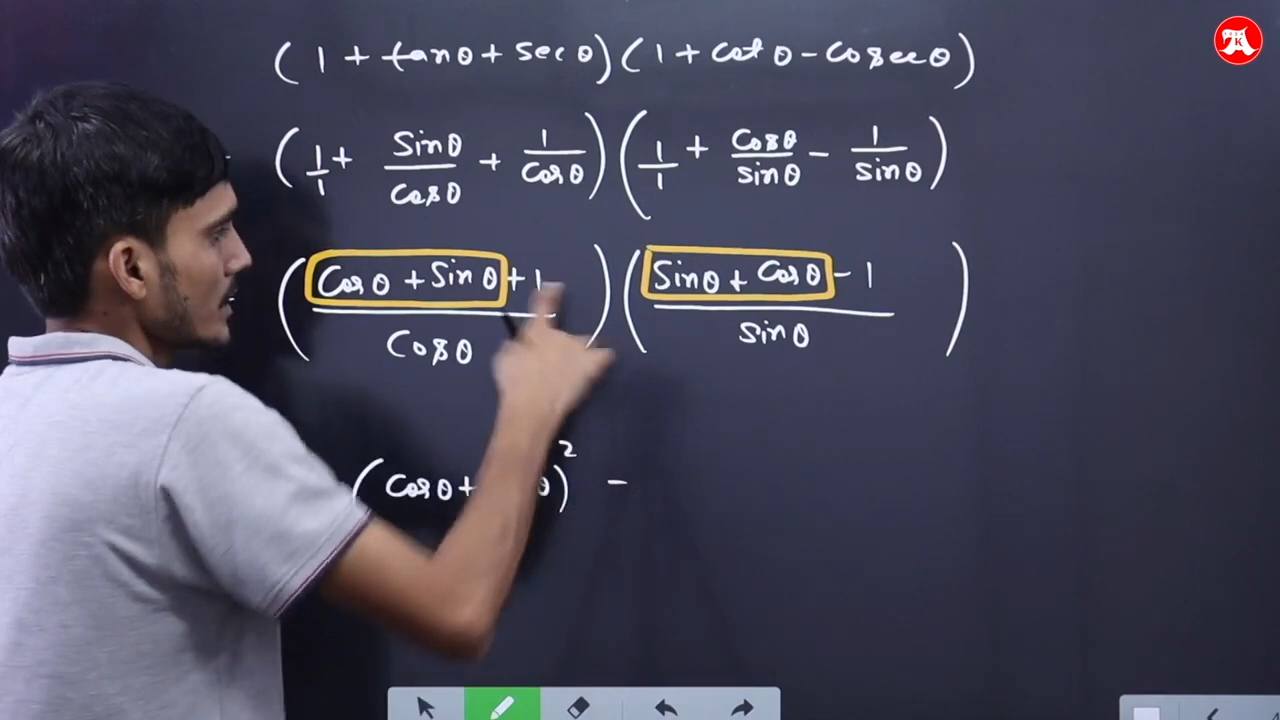 (1 + tanθ + secθ)(1 + cotθ - cosecθ)
(1/1 + sinθ/cosθ + 1/cosθ)(1/1 + cosθ/sinθ - 1/sinθ)
(cosθ + sinθ + 1/cosθ)(sinθ + cosθ - 1/sinθ)
(cosθ + θ)² -